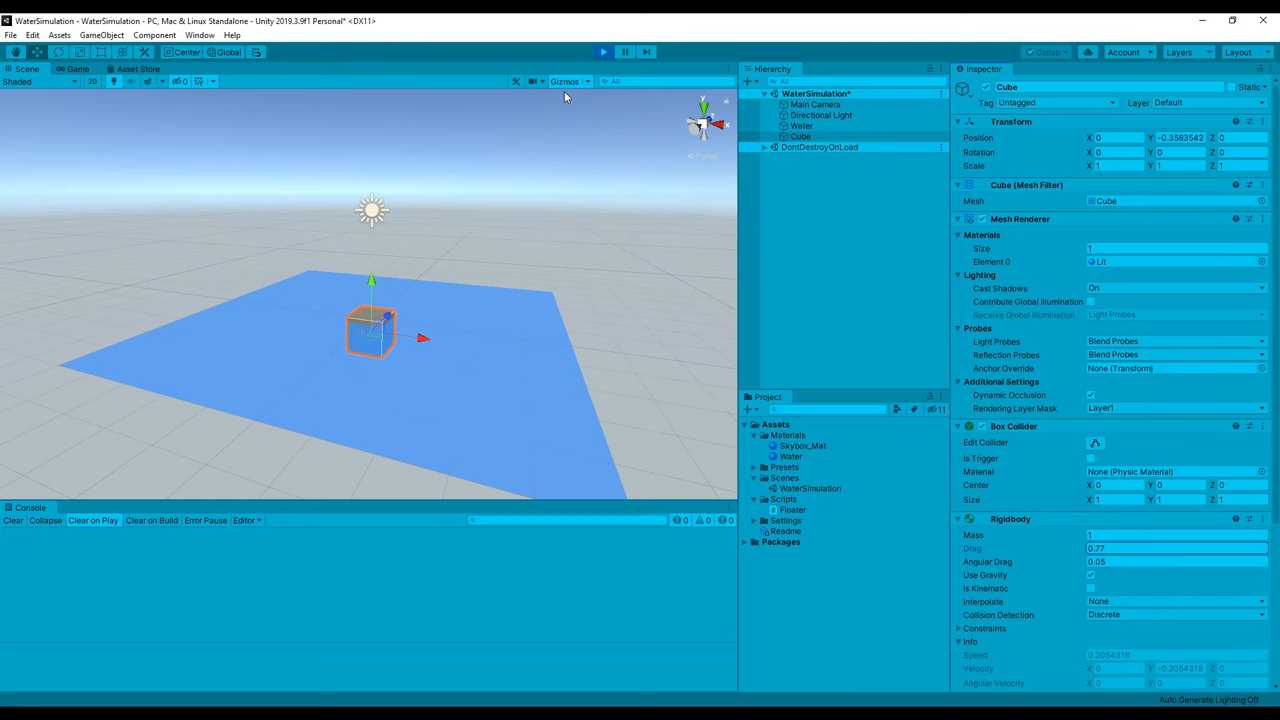 WaterSimulation - WaterSimulation - PC, Mac & Linux Standalone - Unity 2019.3.9f1 Personal* <DX11>
File Edit Assets GameObject Component Window Help
Center Global Collab Account Layers Layout
Scene Game Asset Store
Shaded 2D 0 Gizmos All
y
x
Persp
Hierarchy
All
WaterSimulation*
Main Camera
Directional Light
Water
Cube
DontDestroyOnLoad
Project
11
Assets
Materials
Skybox_Mat
Water
Presets
Scenes
WaterSimulation
Scripts
Floater
Settings
Readme
Packages
Console
Clear Collapse Clear on Play Clear on Build Error Pause Editor 0 0 0
Inspector
Cube Static
Tag Untagged Layer Default
Transform
Position X 0 Y -0.3583542 Z 0
Rotation X 0 Y 0 Z 0
Scale X 1 Y 1 Z 1
Cube (Mesh Filter)
Mesh Cube
Mesh Renderer
Materials
Size 1
Element 0 Lit
Lighting
Cast Shadows On
Contribute Global Illumination
Receive Global Illumination Light Probes
Probes
Light Probes Blend Probes
Reflection Probes Blend Probes
Anchor Override None (Transform)
Additional Settings
Dynamic Occlusion
Rendering Layer Mask Layer1
Box Collider
Edit Collider
Is Trigger
Material None (Physic Material)
Center X 0 Y 0 Z 0
Size X 1 Y 1 Z 1
Rigidbody
Mass 1
Drag 0.77
Angular Drag 0.05
Use Gravity
Is Kinematic
Interpolate None
Collision Detection Discrete
Constraints
Info
Speed 0.2054318
Velocity X 0 Y -0.2054318 Z 0
Angular Velocity X 0 Y 0 Z 0
Auto Generate Lighting Off